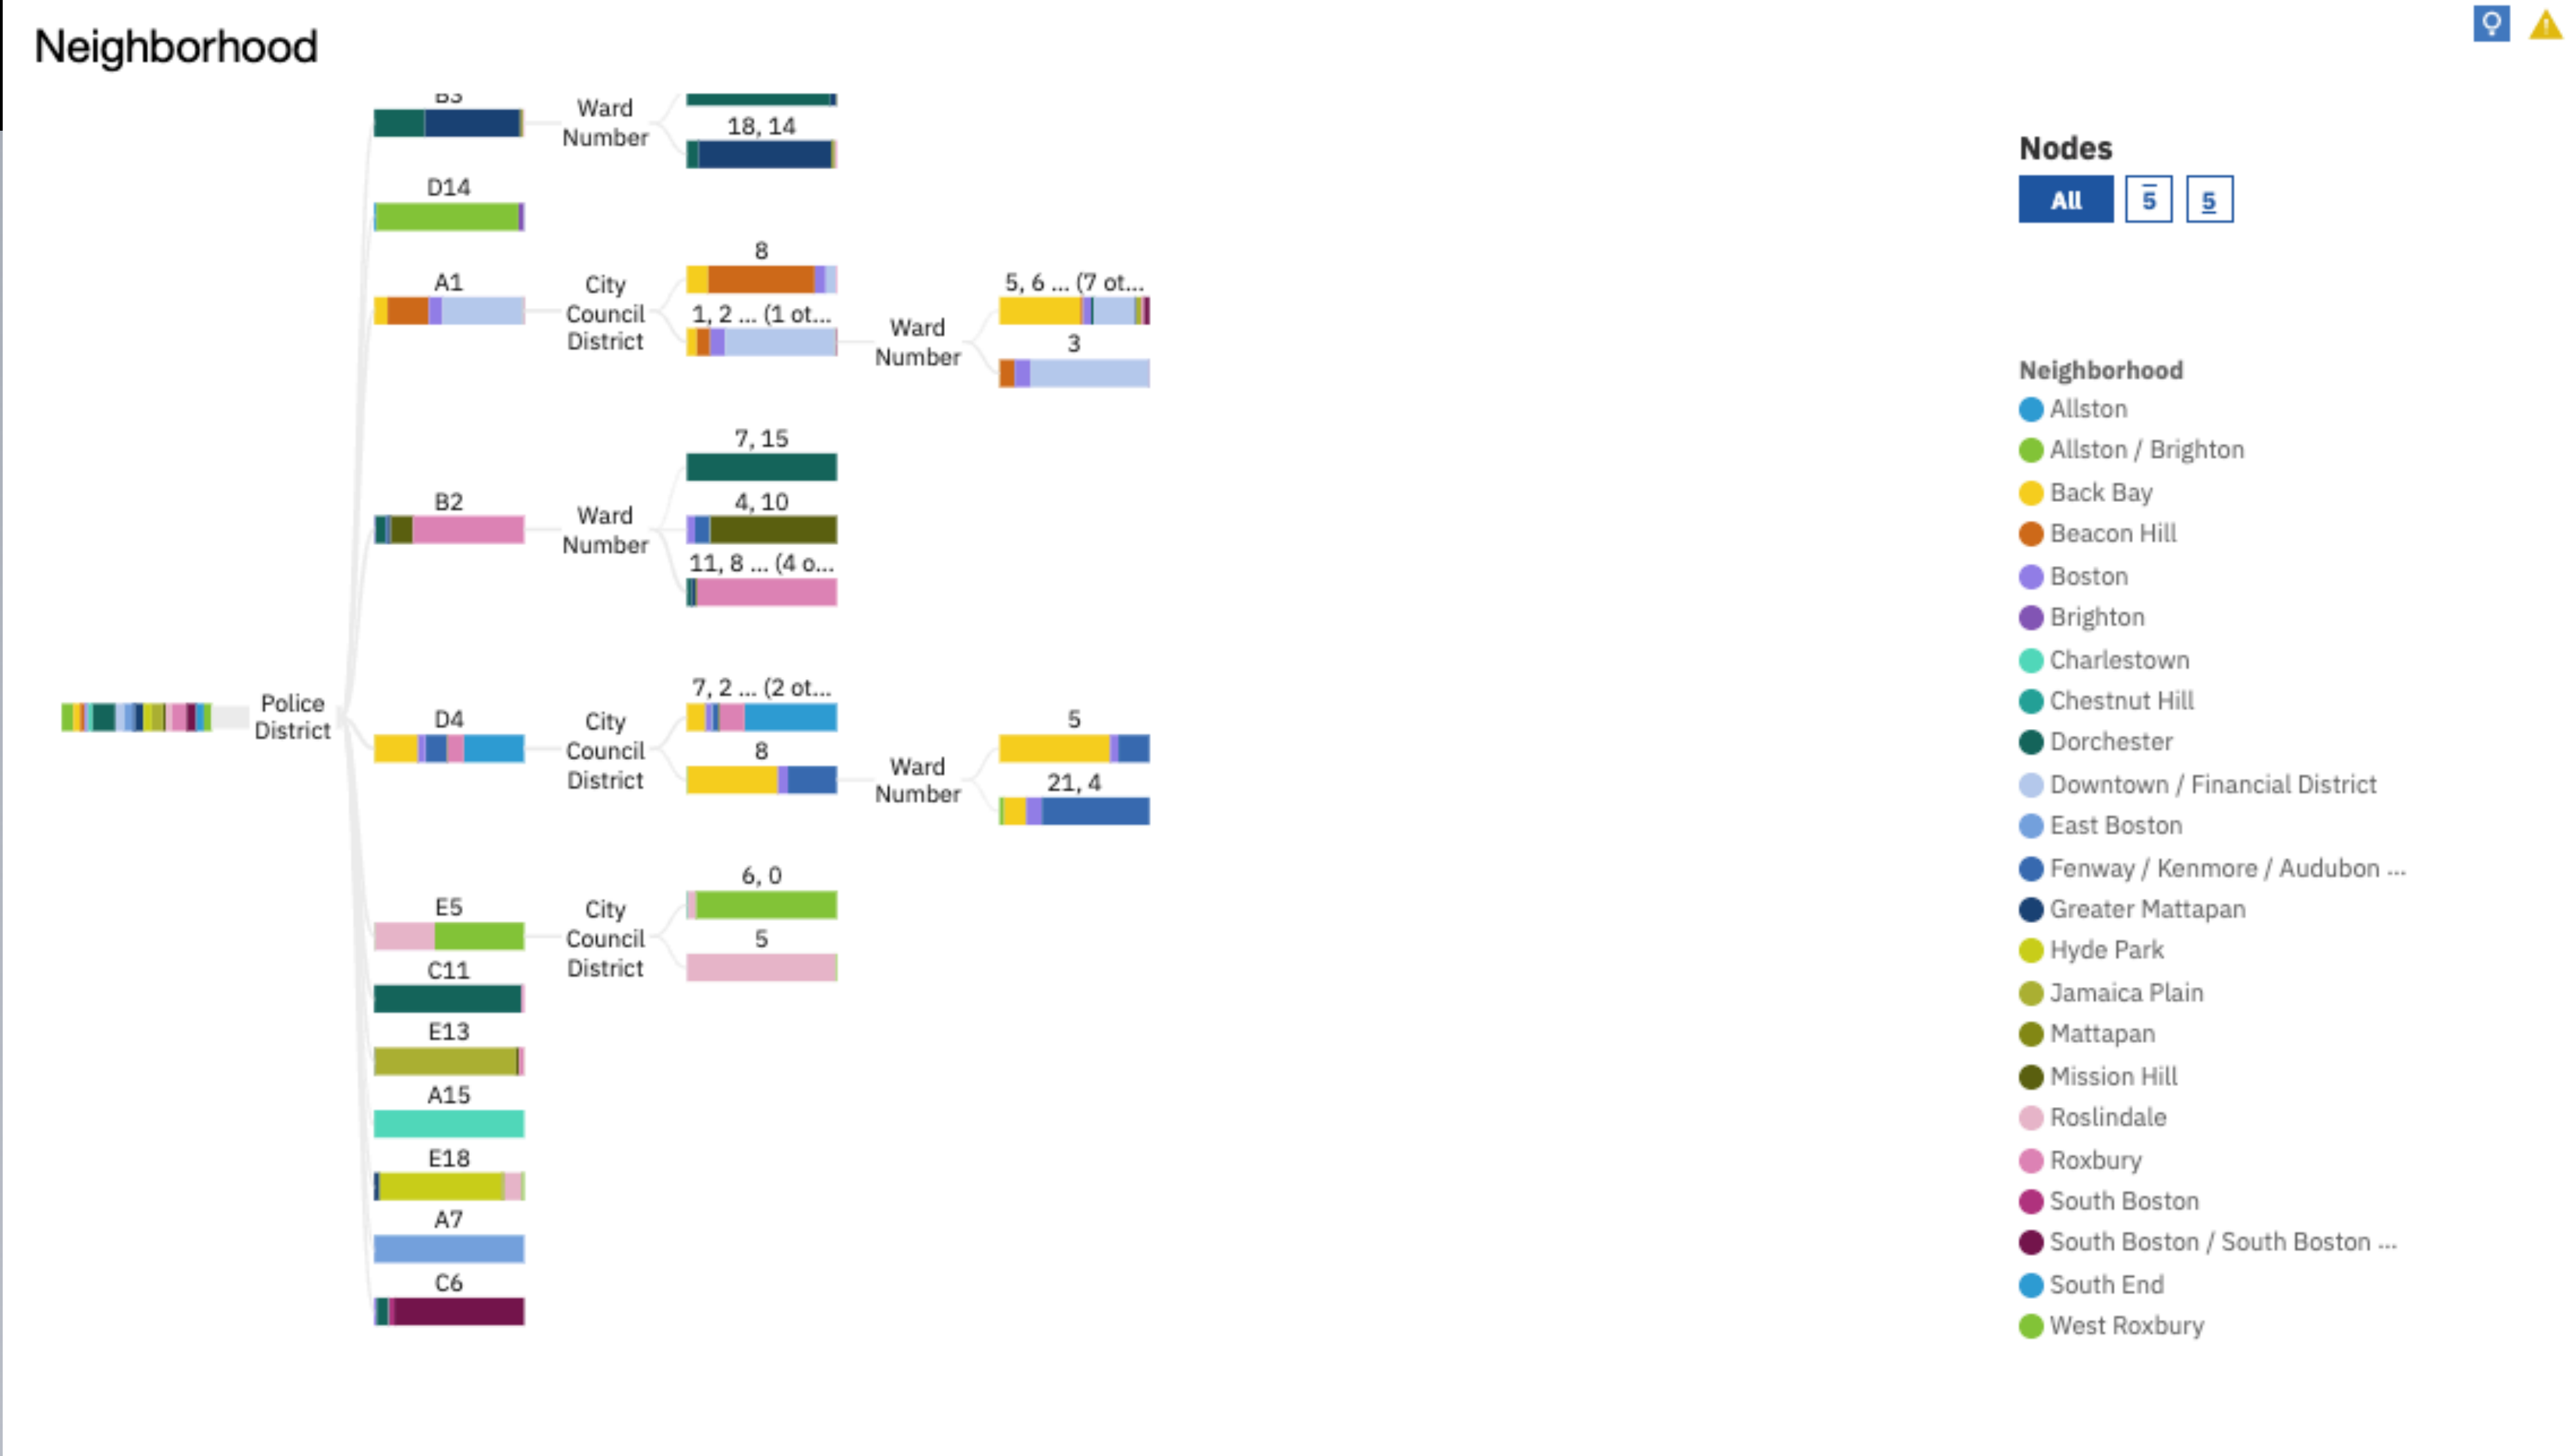 Neighborhood
B3
Ward
Number
18, 14
D14
A1
City
Council
District
8
1, 2 ... (1 ot...
Ward
Number
5, 6 ... (7 ot...
3
B2
Ward
Number
7, 15
4, 10
11, 8 ... (4 o...
Police
District
D4
City
Council
District
7, 2 ... (2 ot...
8
Ward
Number
5
21, 4
E5
City
Council
District
6, 0
5
C11
E13
A15
E18
A7
C6
Nodes
All
5
5
Neighborhood
Allston
Allston / Brighton
Back Bay
Beacon Hill
Boston
Brighton
Charlestown
Chestnut Hill
Dorchester
Downtown / Financial District
East Boston
Fenway / Kenmore / Audubon ...
Greater Mattapan
Hyde Park
Jamaica Plain
Mattapan
Mission Hill
Roslindale
Roxbury
South Boston
South Boston / South Boston ...
South End
West Roxbury